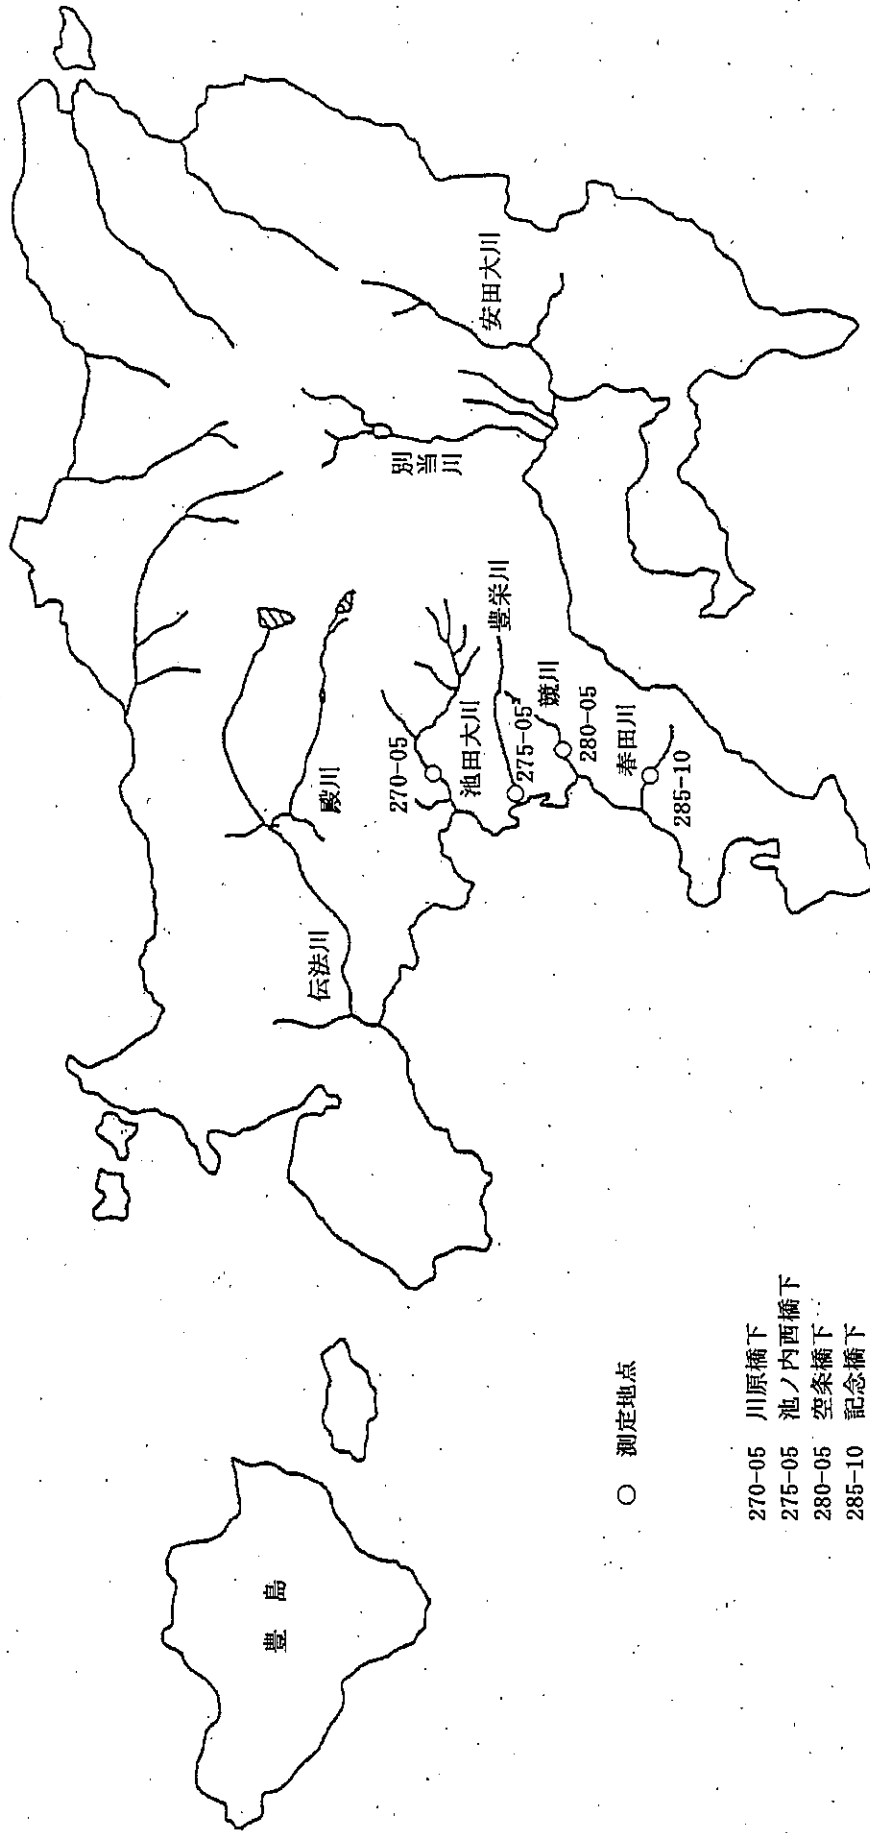 安田大川
別当川
豊栄川
競川
280-05
春田川
285-10
275-05
池田大川
270-05
殿川
伝法川
豊島
○ 測定地点
270-05 川原橋下
275-05 池ノ内西橋下
280-05 空条橋下
285-10 記念橋下